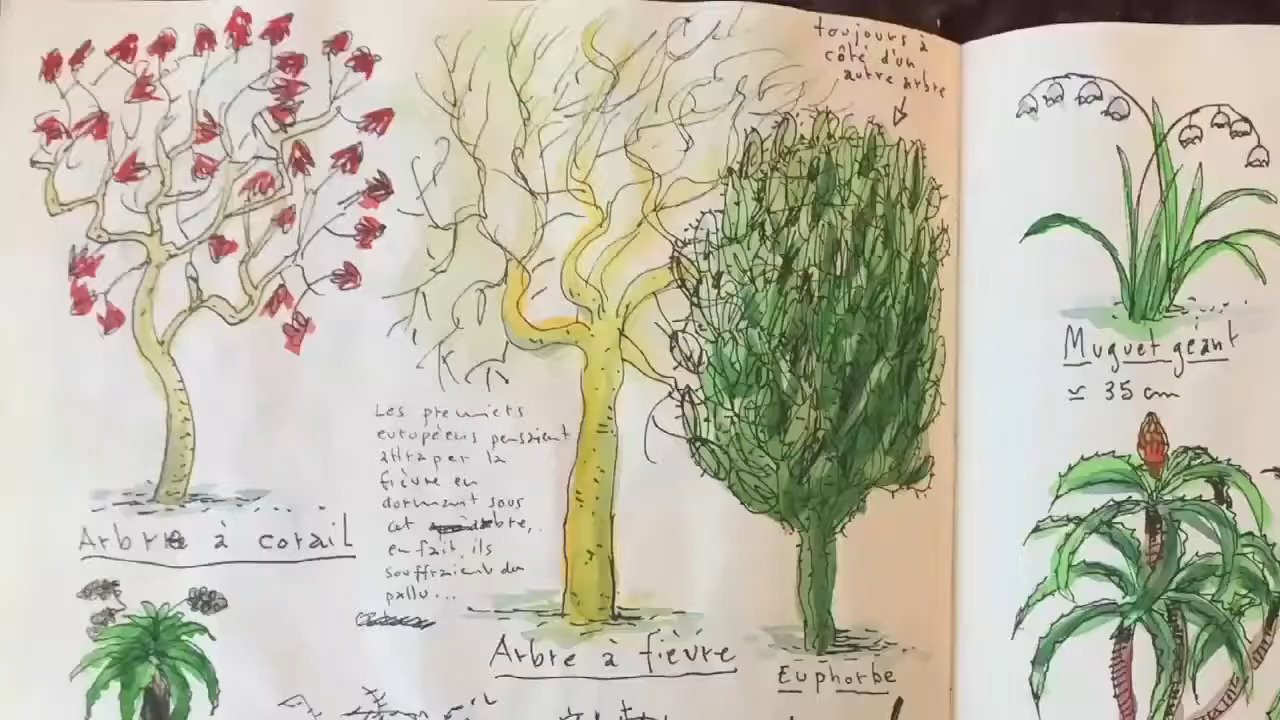 toujours à
côté d'un
autre arbre
Muguet géant
≃ 35 cm
Les premiers
européens pensaient
attraper la
fièvre en
dormant sous
cet arbre,
en fait, ils
souffraient du
pallu...
Arbre à corail
Arbre à fièvre
Euphorbe